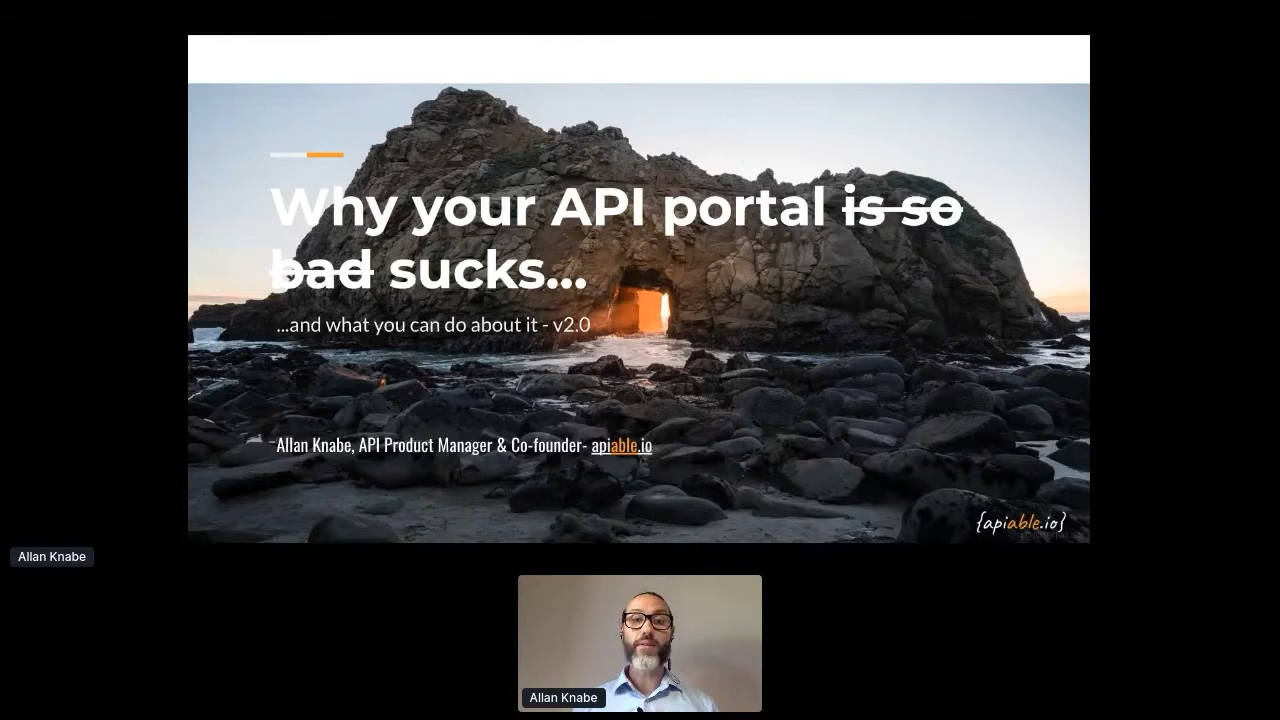 Why your API portal is so
bad sucks...
...and what you can do about it - v2.0
Allan Knabe, API Product Manager & Co-founder- apiable.io
{apiable.io}
Allan Knabe
Allan Knabe